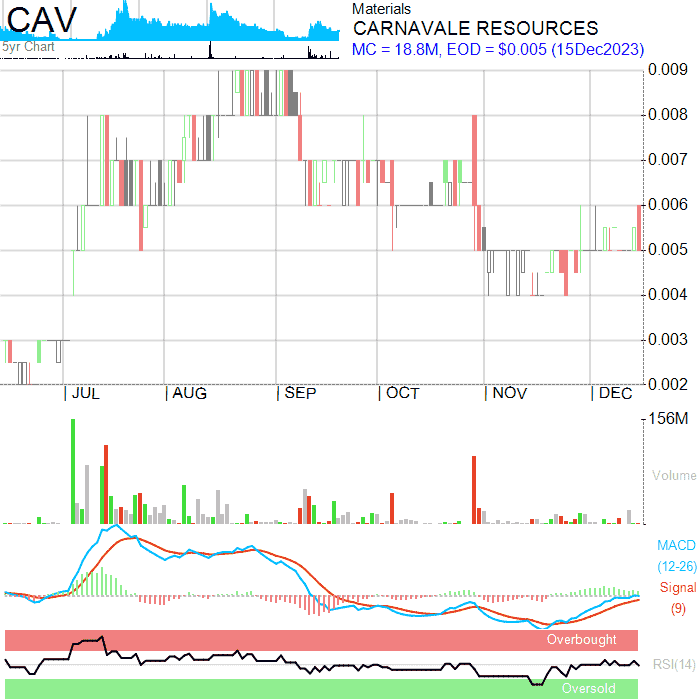 CAV
5yr Chart
Materials
CARNAVALE RESOURCES
MC = 18.8M, EOD = $0.005 (15Dec2023)
0.009
0.008
0.007
0.006
0.005
0.004
0.003
0.002
JUL AUG SEP OCT NOV DEC
156M
Volume
MACD
(12-26)
Signal
(9)
Overbought
RSI(14)
Oversold